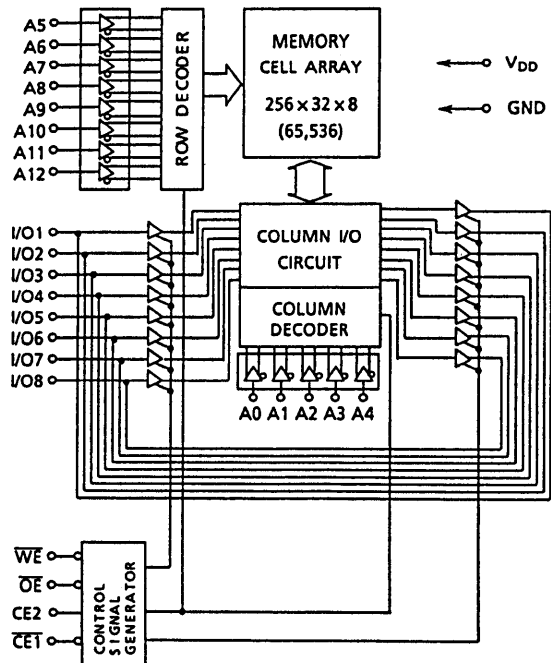 A5
A6
A7
A8
A9
A10
A11
A12
ROW DECODER
MEMORY
CELL ARRAY
256 x 32 x 8
(65,536)
VDD
GND
I/O1
I/O2
I/O3
I/O4
I/O5
I/O6
I/O7
I/O8
COLUMN I/O
CIRCUIT
COLUMN
DECODER
A0 A1 A2 A3 A4
WE
OE
CE2
CE1
CONTROL
SIGNAL
GENERATOR